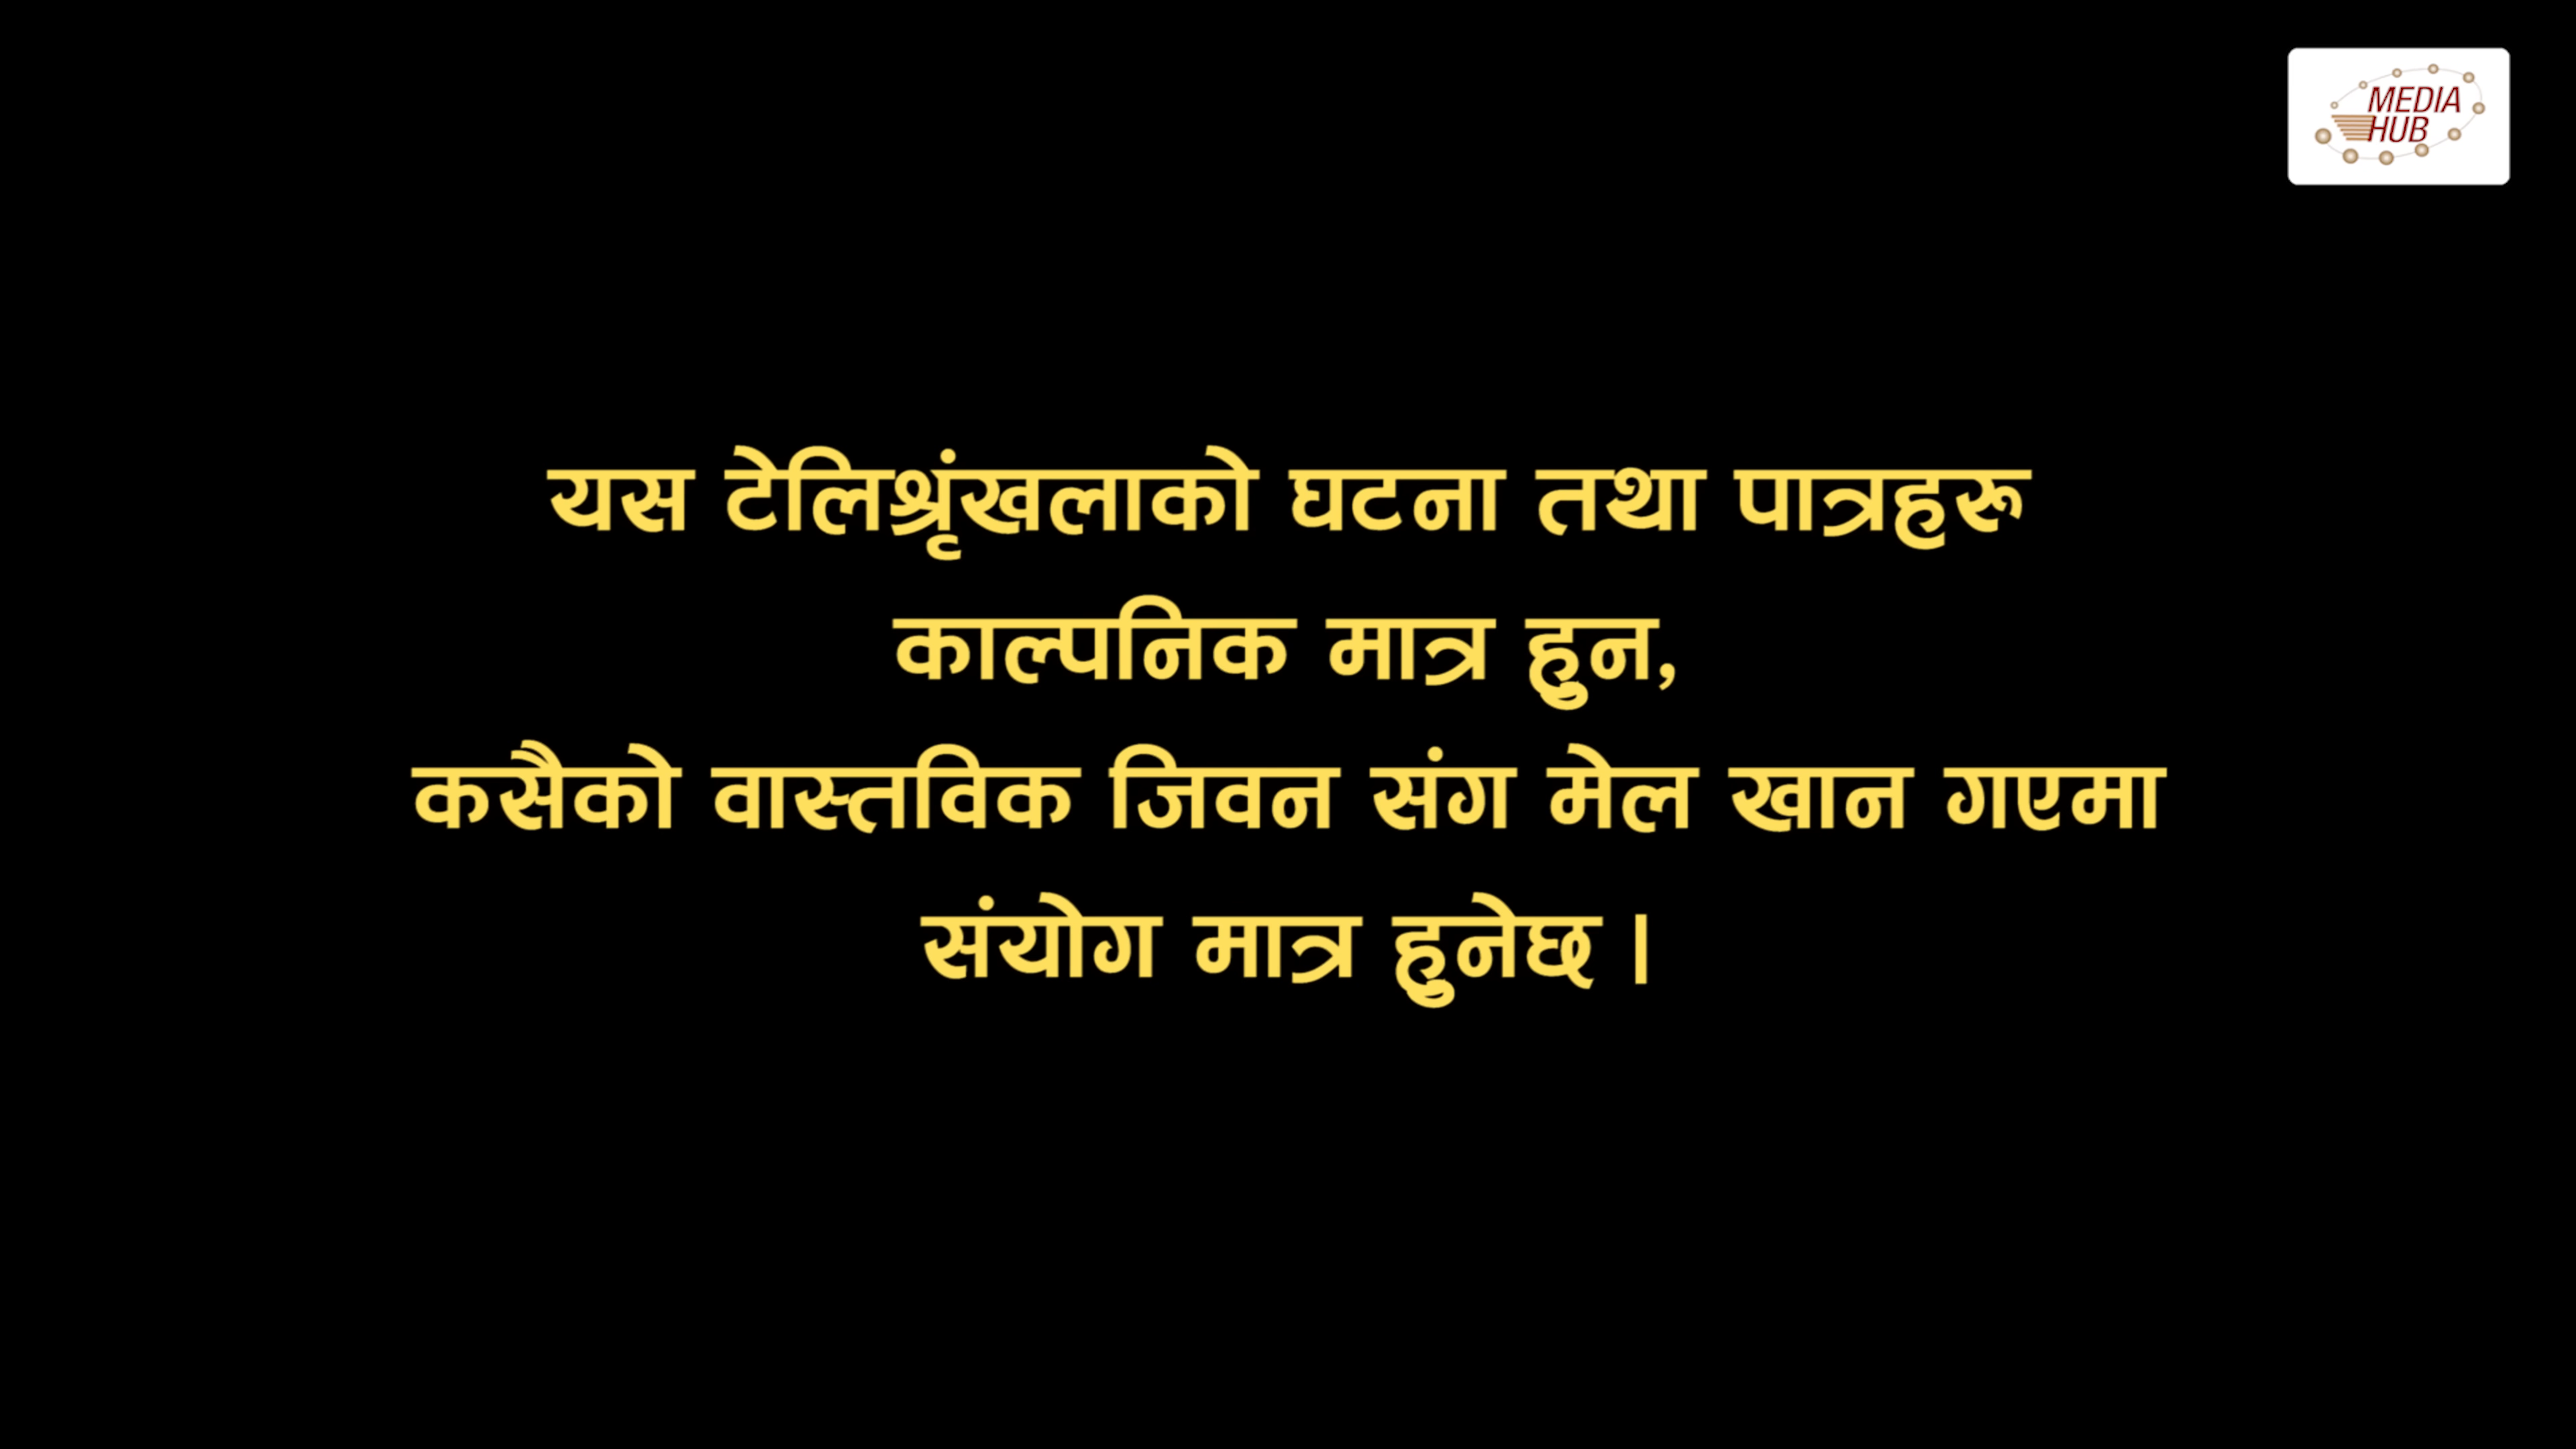 MEDIA
HUB
यस टेलिश्रृंखलाको घटना तथा पात्रहरू
काल्पनिक मात्र हुन,
कसैको वास्तविक जिवन संग मेल खान गएमा
संयोग मात्र हुनेछ ।